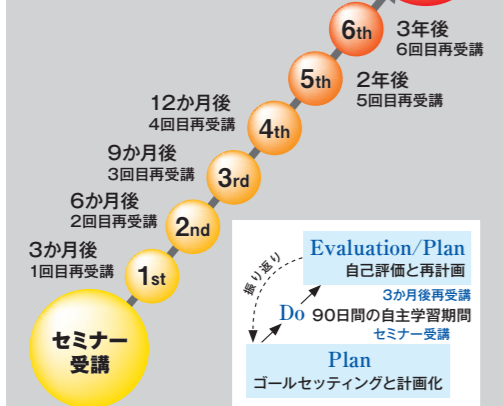 6th
3年後
6回目再受講
5th
2年後
5回目再受講
12か月後
4回目再受講
4th
9か月後
3回目再受講
3rd
6か月後
2回目再受講
2nd
3か月後
1回目再受講
1st
セミナー
受講
Evaluation/Plan
自己評価と再計画
振り返り
3か月後再受講
Do 90日間の自主学習期間
セミナー受講
Plan
ゴールセッティングと計画化